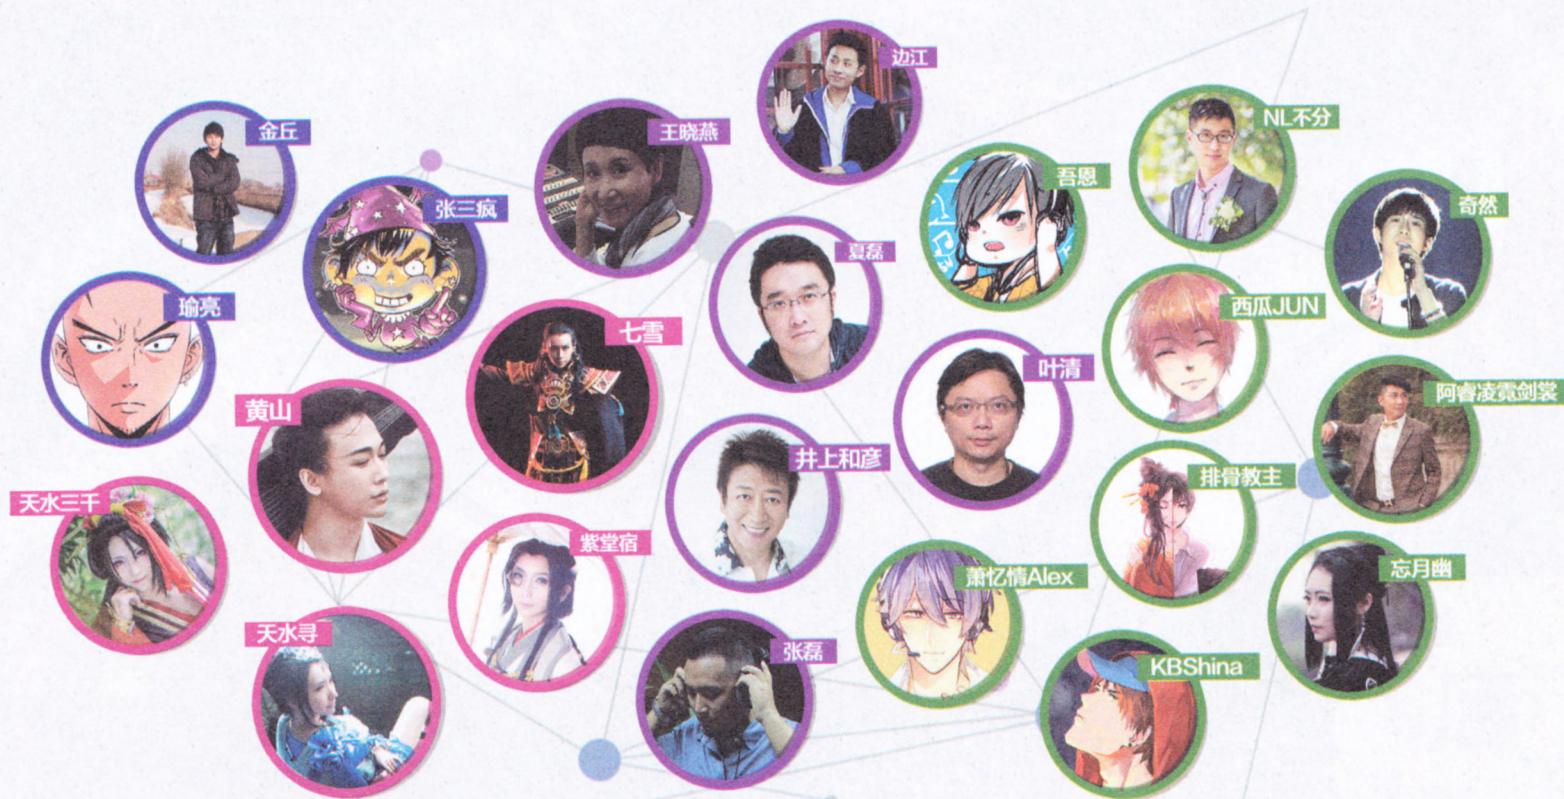 边江
金丘
王晓燕
NL不分
张三疯
吾恩
奇然
瑜亮
七雪
夏磊
西瓜JUN
黄山
叶清
阿睿凌霓剑裳
天水三千
井上和彦
排骨教主
紫堂宿
萧忆情Alex
忘月幽
天水寻
张磊
KBShina